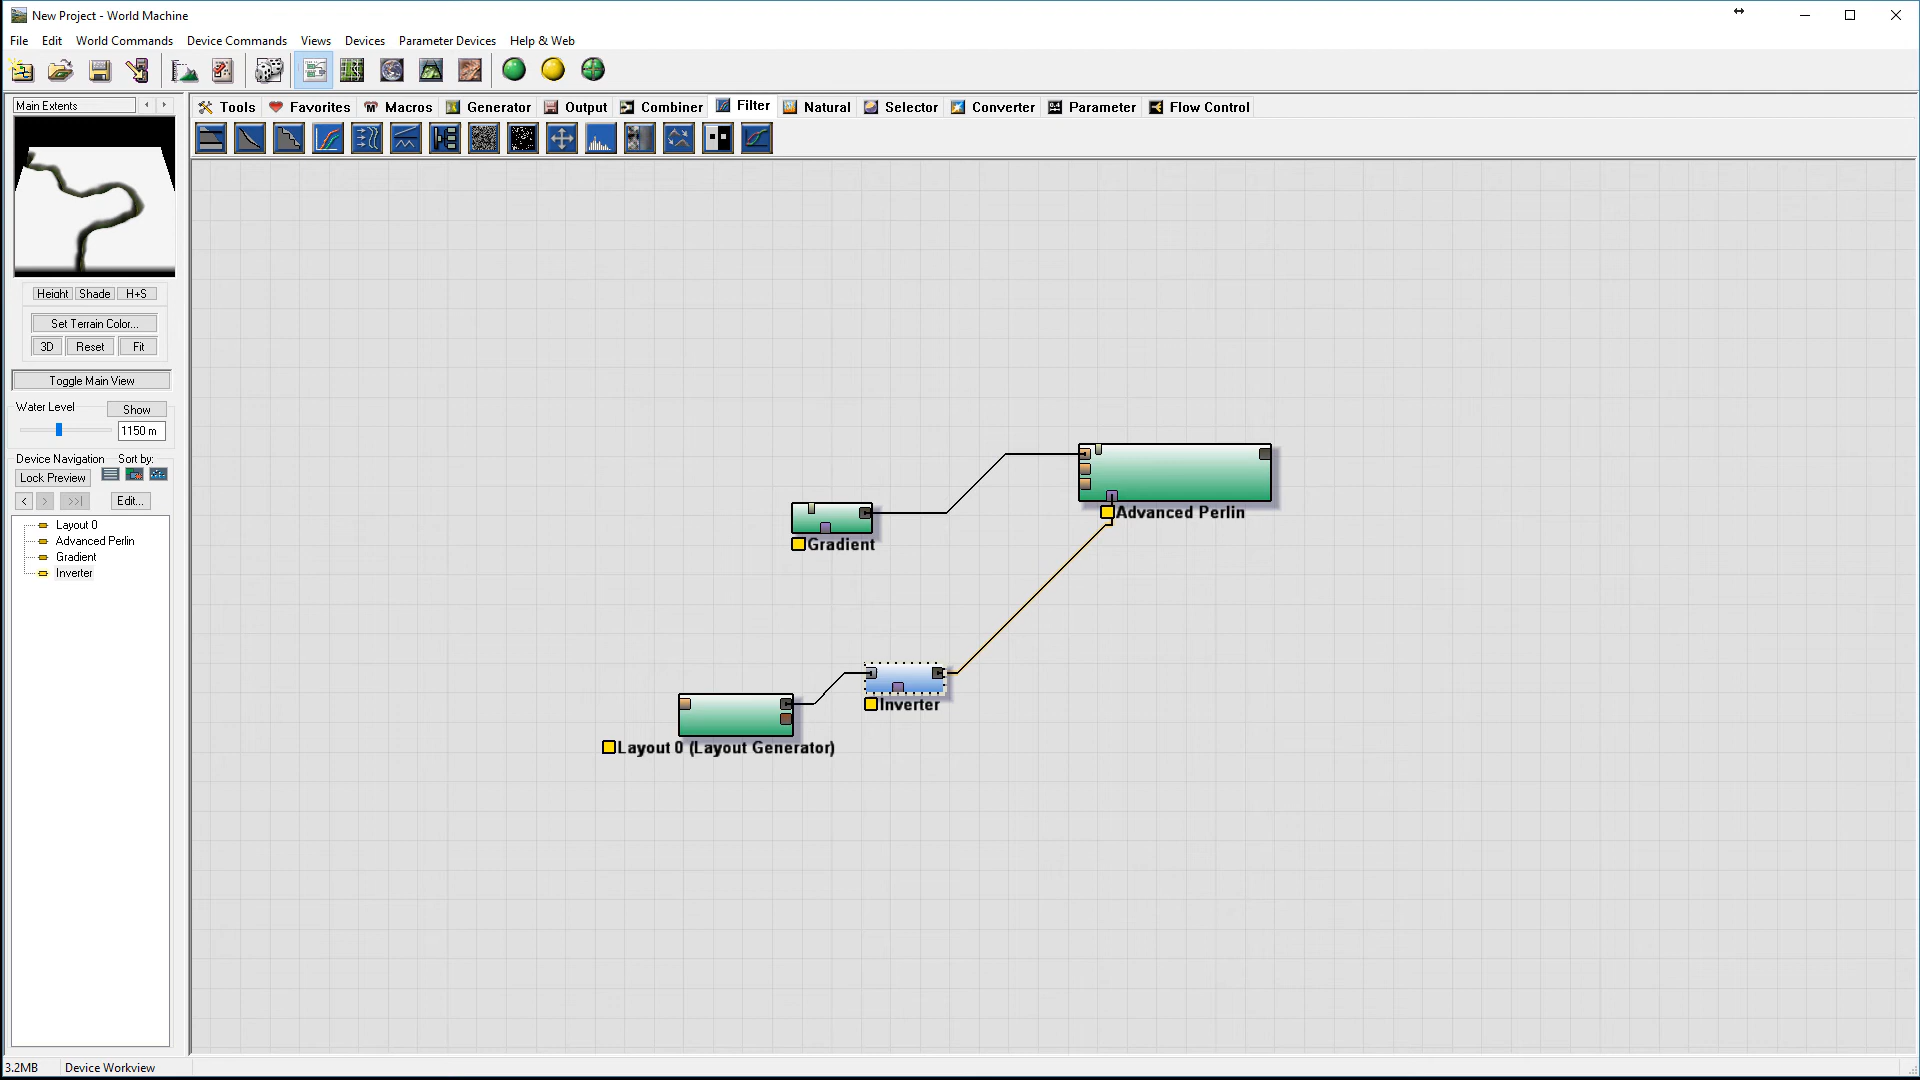 New Project - World Machine
File Edit World Commands Device Commands Views Devices Parameter Devices Help & Web
Main Extents
Tools Favorites Macros Generator Output Combiner Filter Natural Selector Converter Parameter Flow Control
Height Shade H+S
Set Terrain Color...
3D Reset Fit
Toggle Main View
Water Level Show
1150 m
Device Navigation Sort by:
Lock Preview
< > >>| Edit...
Layout 0
Advanced Perlin
Gradient
Inverter
Advanced Perlin
Gradient
Inverter
Layout 0 (Layout Generator)
3.2MB Device Workview